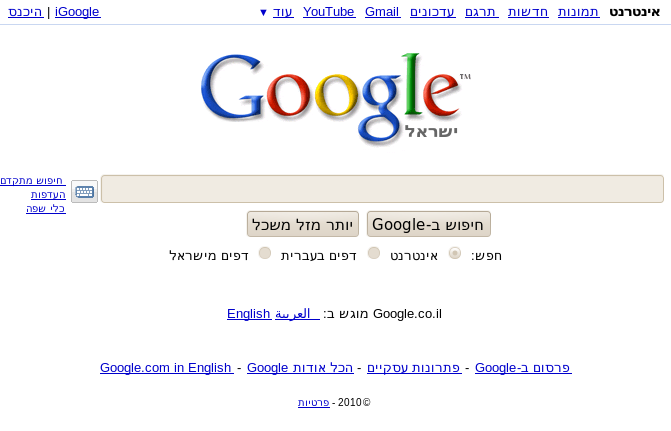 אינטרנט תמונות חדשות תרגם עדכונים Gmail YouTube עוד ▼
iGoogle | היכנס
Google™
ישראל
חיפוש מתקדם
העדפות
כלי שפה
חיפוש ב-Google יותר מזל משכל
חפש: אינטרנט דפים בעברית דפים מישראל
Google.co.il מוגש ב: العربية English
פרסום ב-Google - פתרונות עסקיים - הכל אודות Google - Google.com in English
©2010 - פרטיות